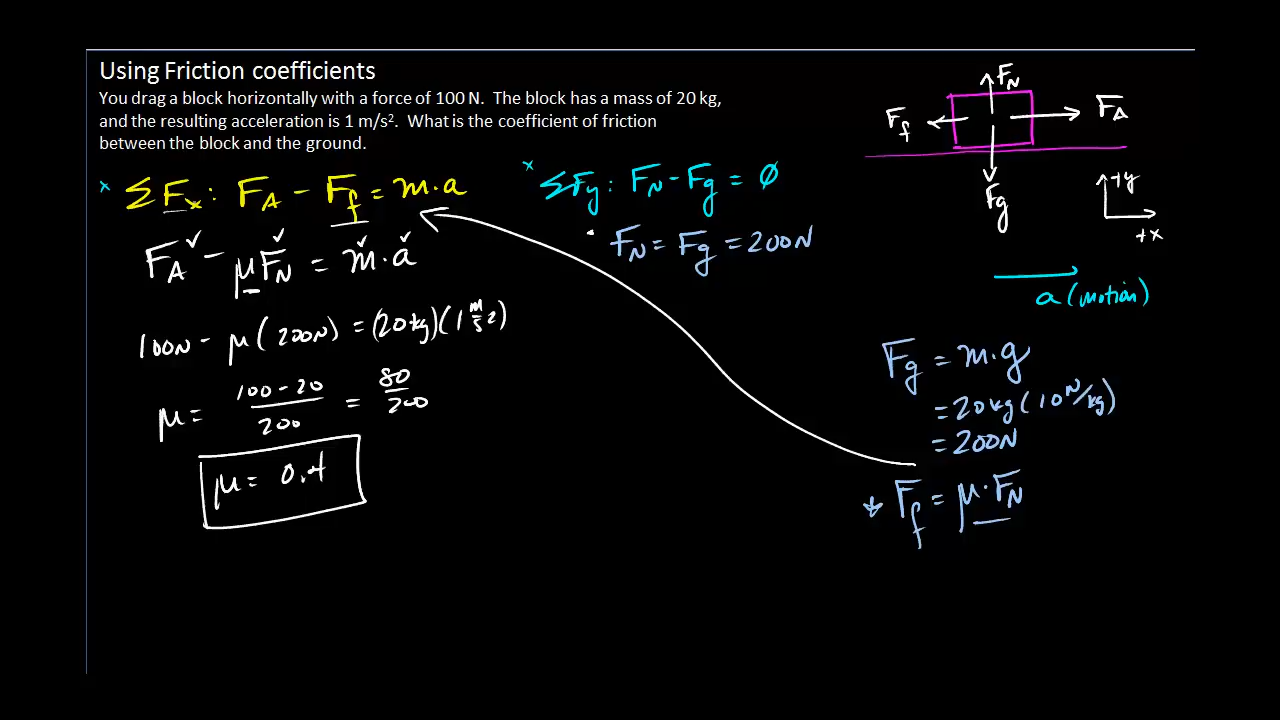 Using Friction coefficients
You drag a block horizontally with a force of 100 N. The block has a mass of 20 kg,
and the resulting acceleration is 1 m/s². What is the coefficient of friction
between the block and the ground.
× ΣFx: FA − Ff = m·a
FA − μFN = m·a
100N − μ(200N) = (20kg)(1 m/s²)
μ = (100 − 20)/200 = 80/200
μ = 0.4
× ΣFy: FN − Fg = ∅
FN = Fg = 200N
FN
Ff
FA
Fg
+y
+x
a (motion)
Fg = m·g
= 20kg(10 N/kg)
= 200N
Ff = μ·FN